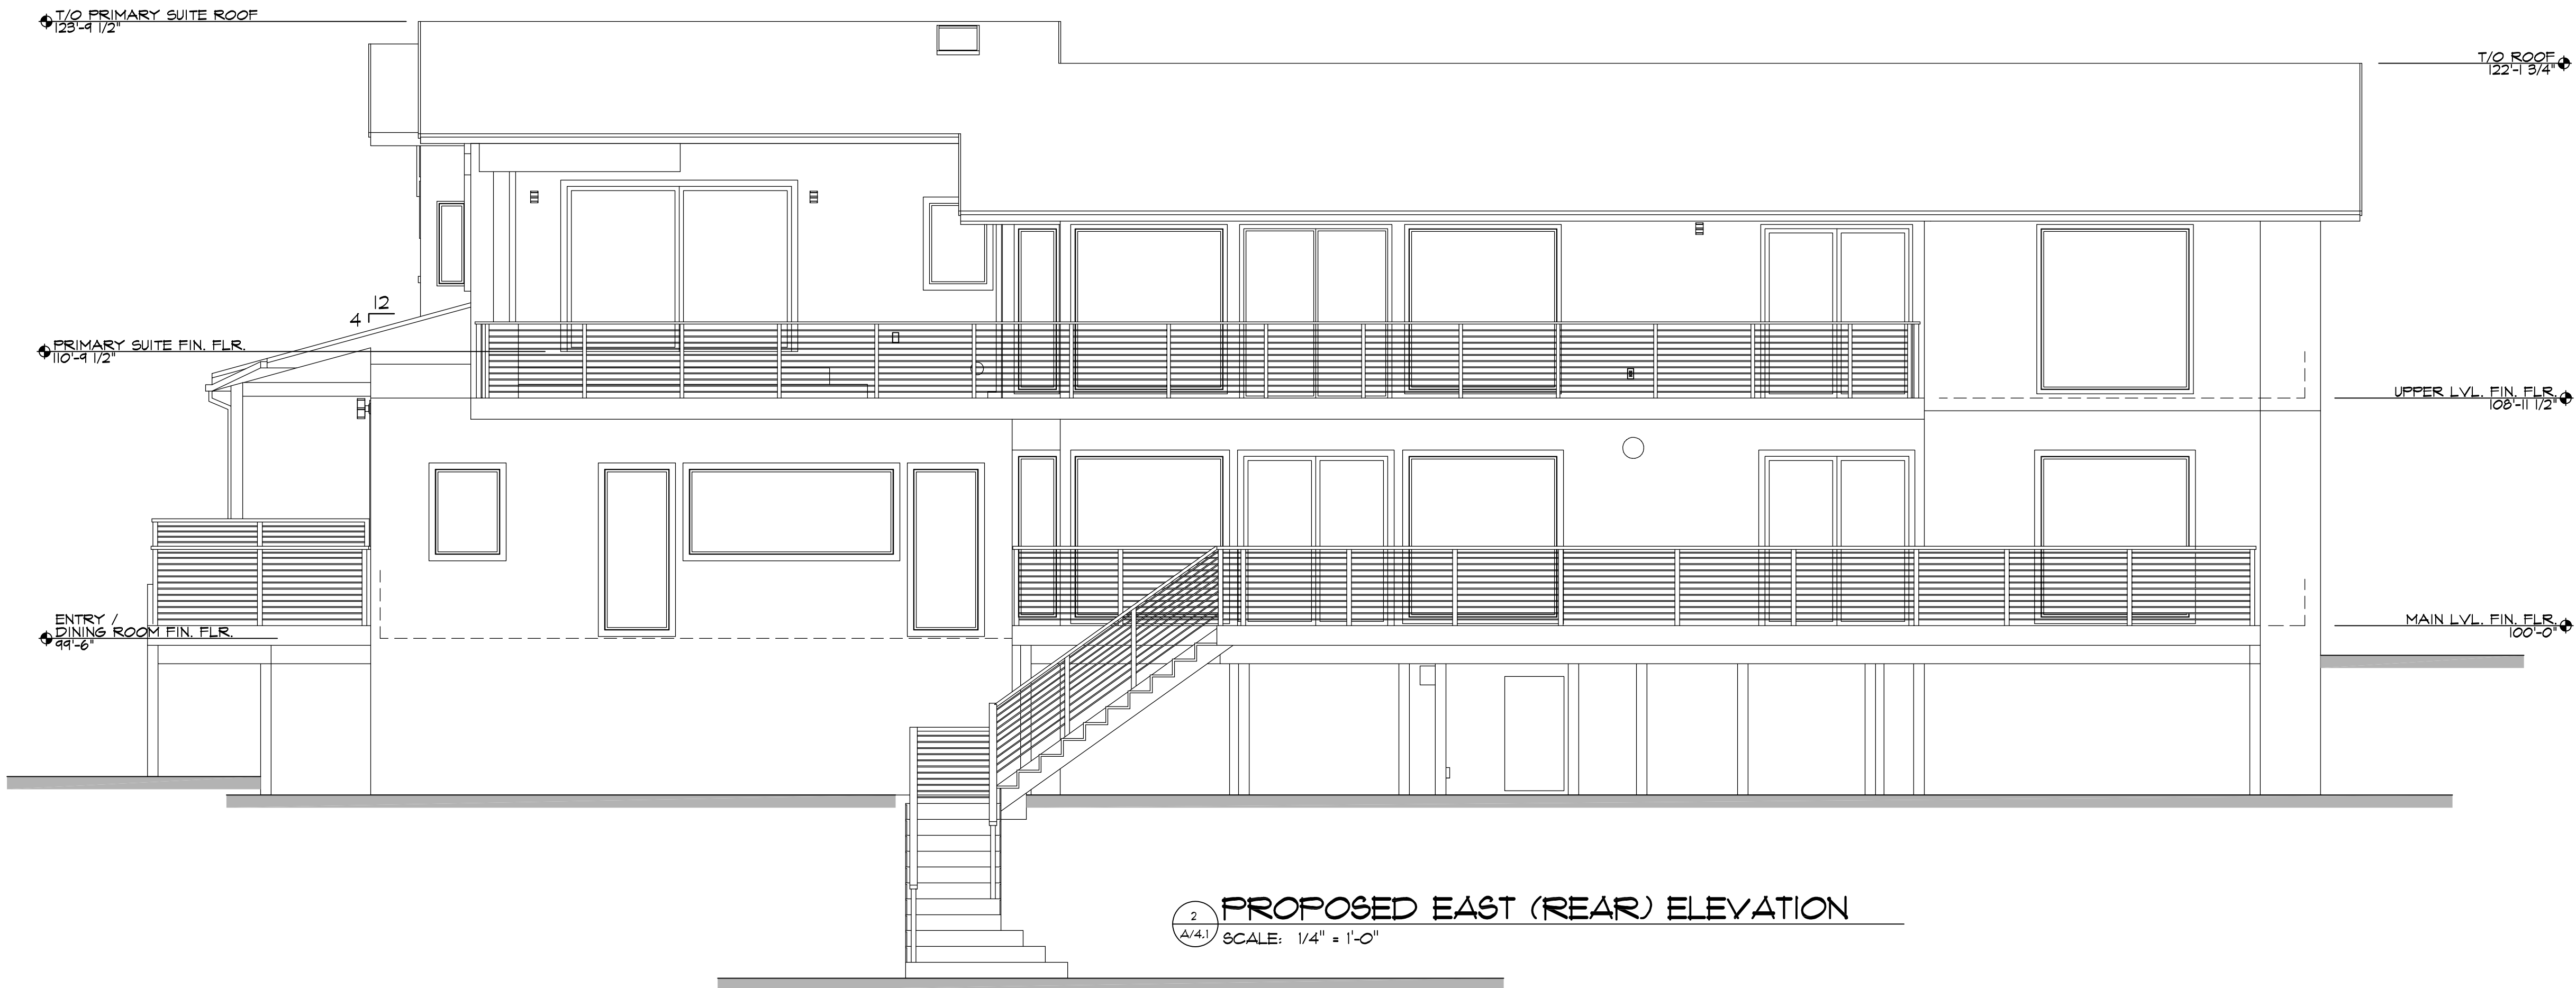 T/O PRIMARY SUITE ROOF
123'-9 1/2"
T/O ROOF
122'-1 3/4"
12
4
PRIMARY SUITE FIN. FLR.
110'-9 1/2"
UPPER LVL. FIN. FLR.
108'-11 1/2"
ENTRY /
DINING ROOM FIN. FLR.
99'-6"
MAIN LVL. FIN. FLR.
100'-0"
2
A/4.1
PROPOSED EAST (REAR) ELEVATION
SCALE: 1/4" = 1'-0"